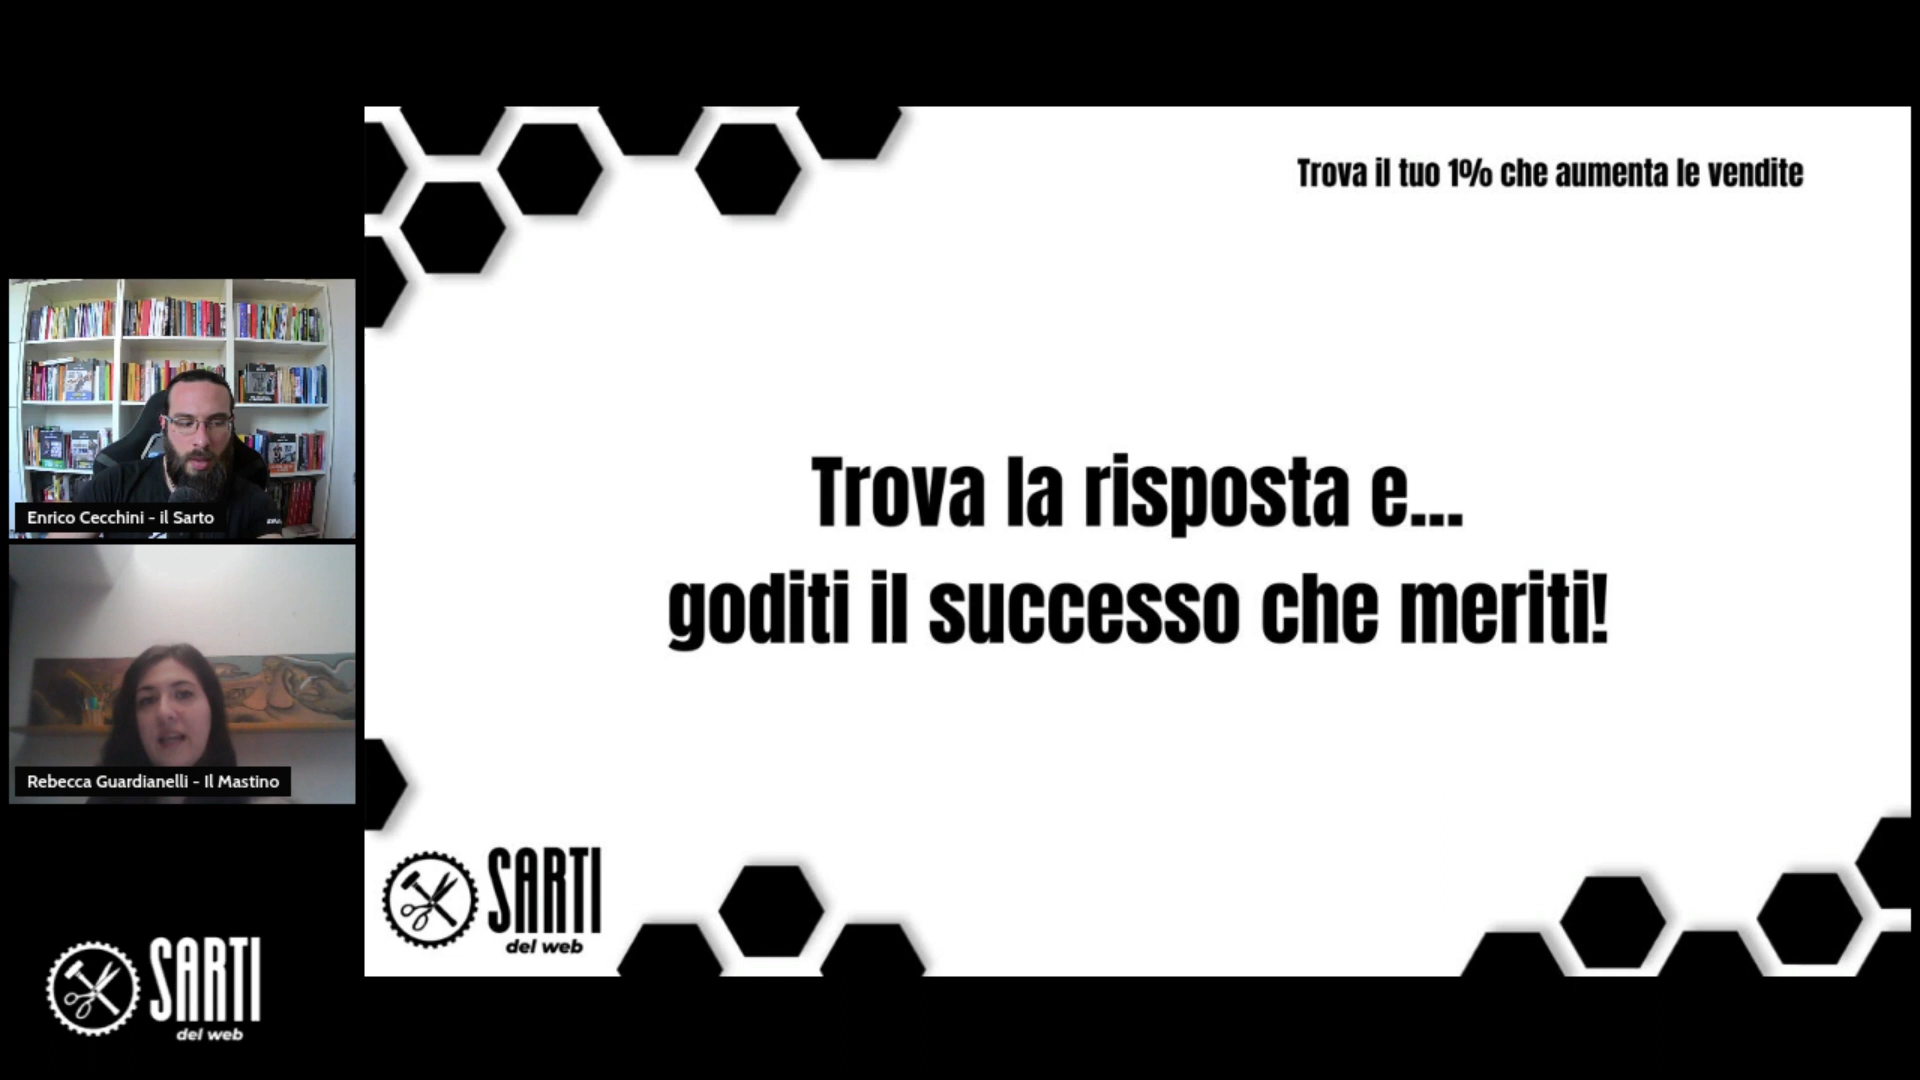 Trova il tuo 1% che aumenta le vendite
Trova la risposta e...
goditi il successo che meriti!
Enrico Cecchini - il Sarto
Rebecca Guardianelli - Il Mastino
SARTI
del web
SARTI
del web